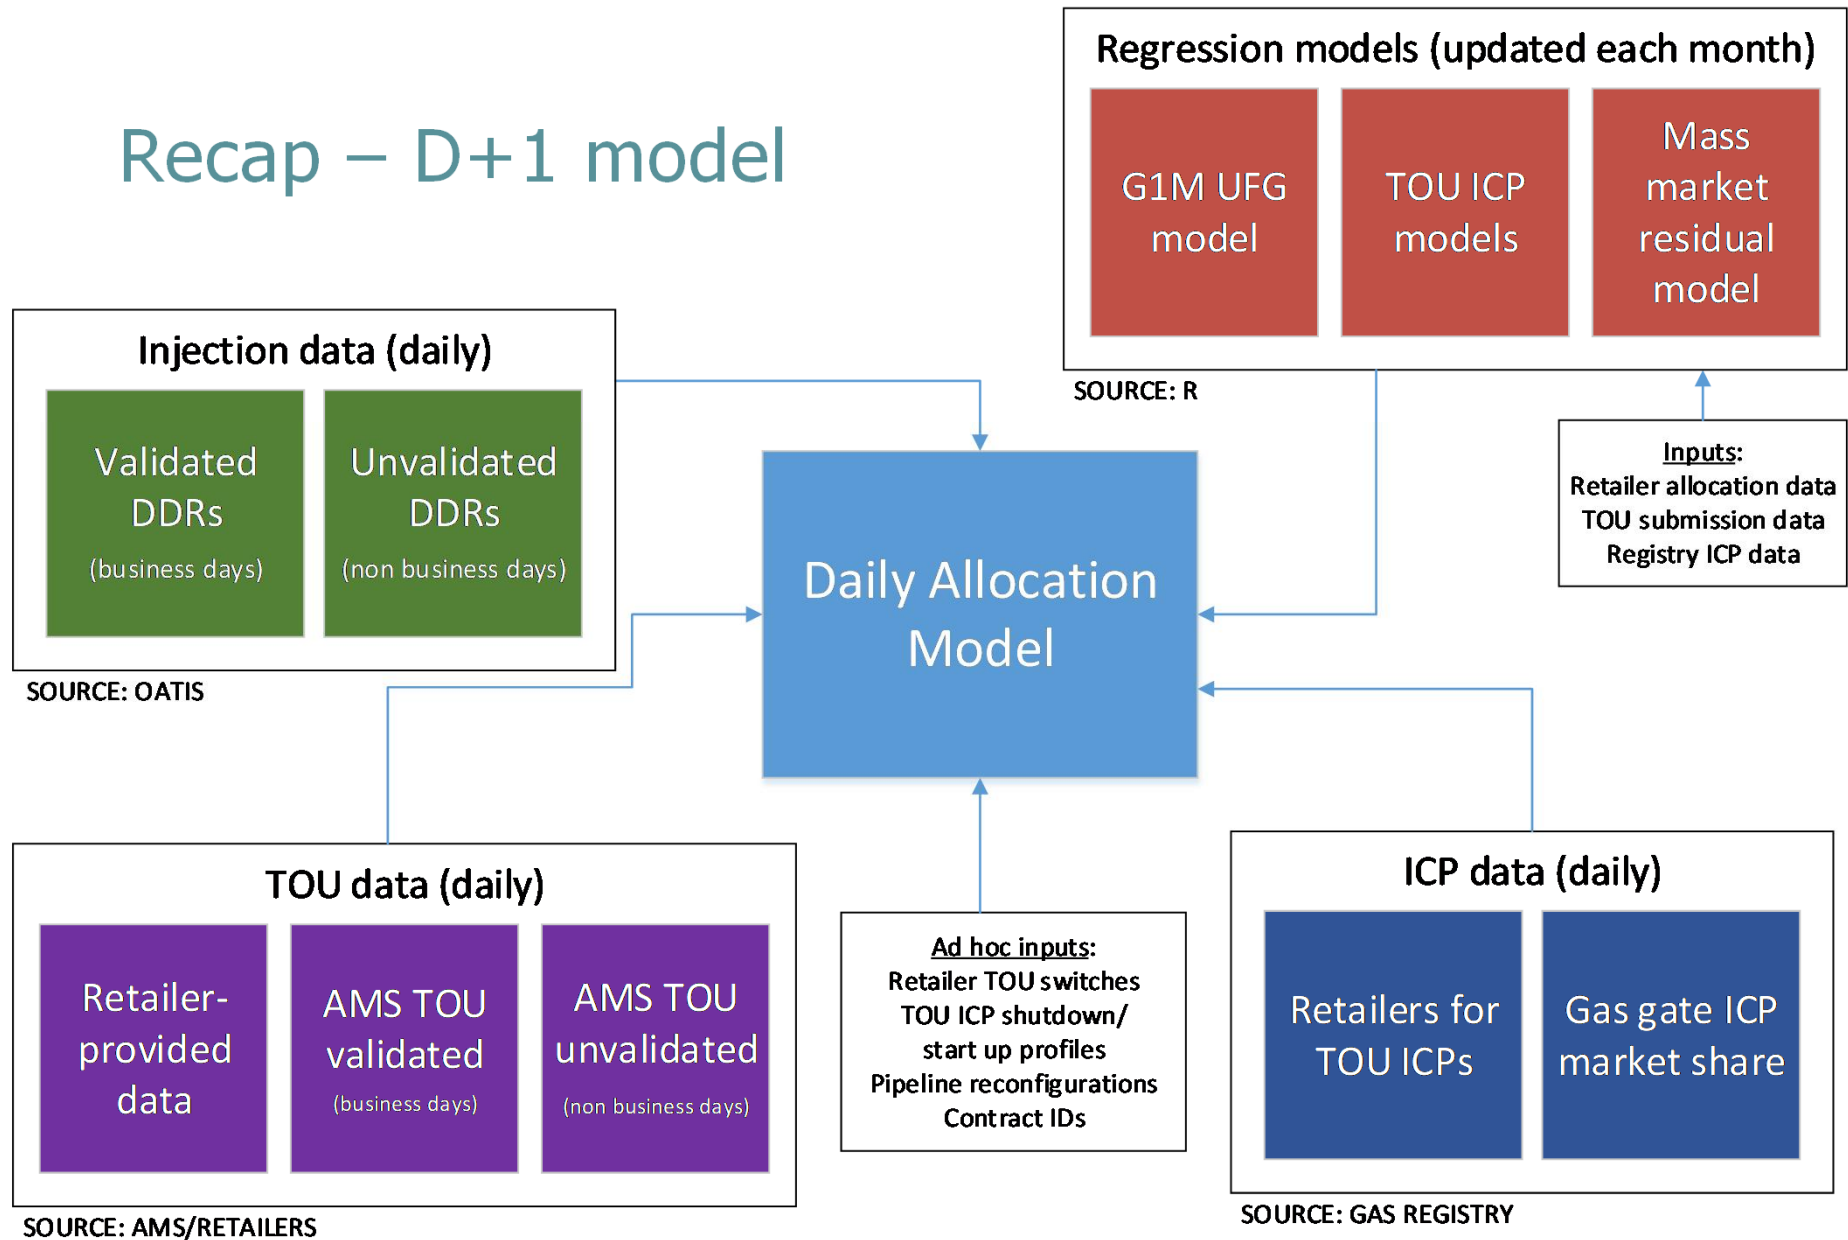 Recap – D+1 model
Regression models (updated each month)
G1M UFG
model
TOU ICP
models
Mass
market
residual
model
SOURCE: R
Inputs:
Retailer allocation data
TOU submission data
Registry ICP data
Injection data (daily)
Validated
DDRs
(business days)
Unvalidated
DDRs
(non business days)
SOURCE: OATIS
Daily Allocation
Model
TOU data (daily)
Retailer-
provided
data
AMS TOU
validated
(business days)
AMS TOU
unvalidated
(non business days)
SOURCE: AMS/RETAILERS
Ad hoc inputs:
Retailer TOU switches
TOU ICP shutdown/
start up profiles
Pipeline reconfigurations
Contract IDs
ICP data (daily)
Retailers for
TOU ICPs
Gas gate ICP
market share
SOURCE: GAS REGISTRY